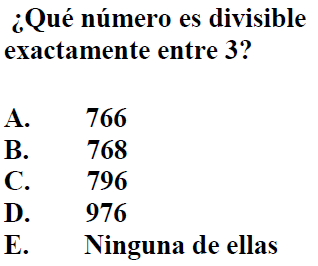 ¿Qué número es divisible
exactamente entre 3?
A. 766
B. 768
C. 796
D. 976
E. Ninguna de ellas